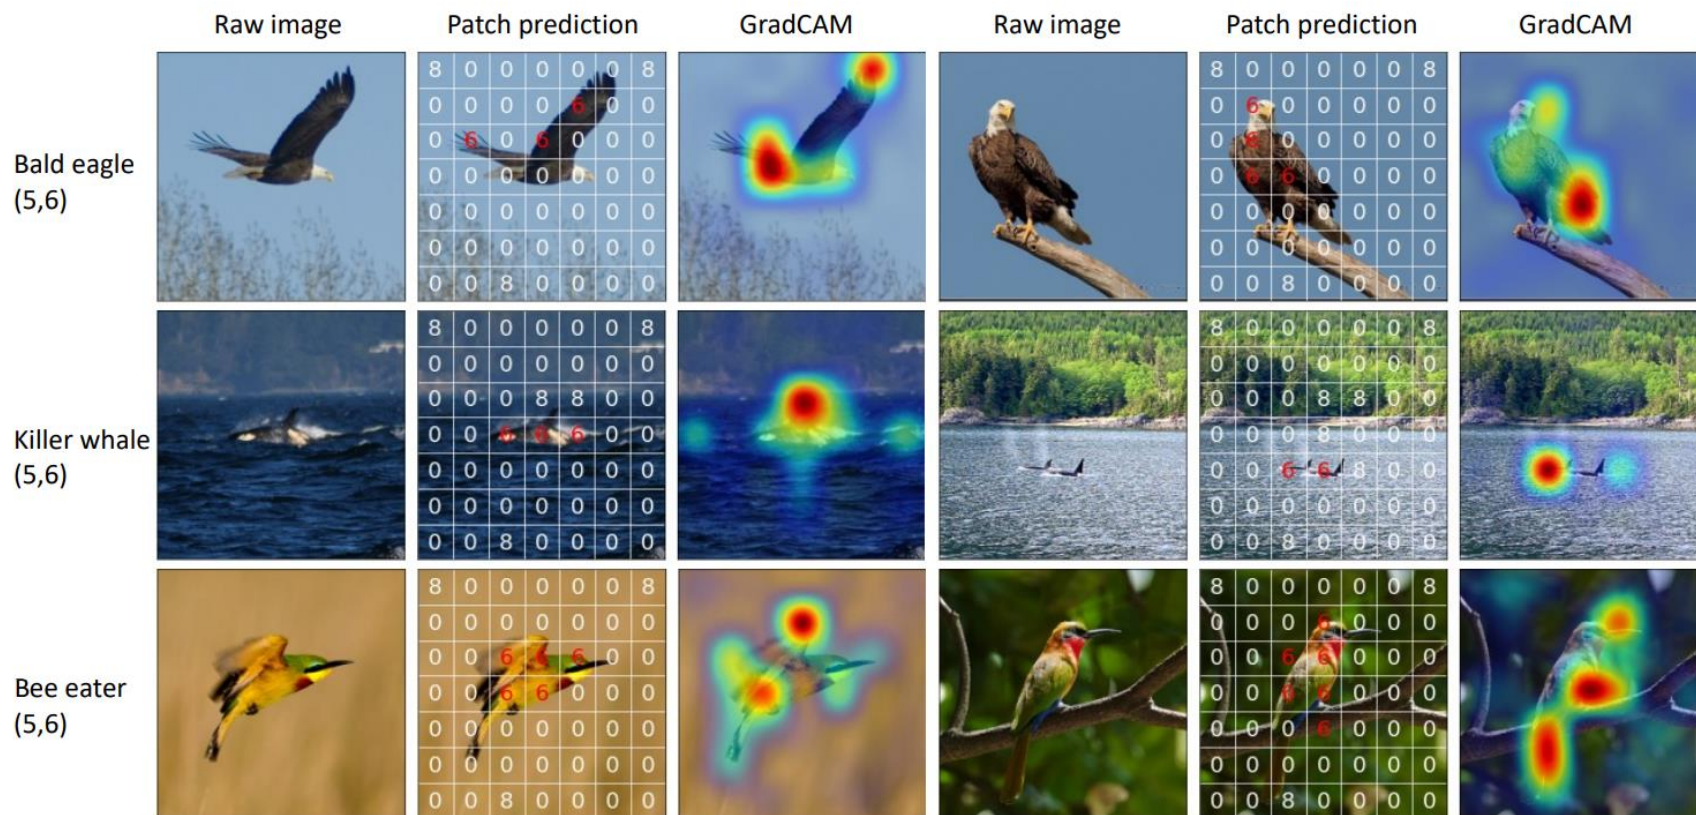 Raw image Patch prediction GradCAM Raw image Patch prediction GradCAM
Bald eagle
(5,6)
8 0 0 0 0 0 8
0 0 0 0 6 0 0
0 6 0 6 0 0 0
0 0 0 0 0 0 0
0 0 0 0 0 0 0
0 0 0 0 0 0 0
0 0 8 0 0 0 0
8 0 0 0 0 0 8
0 6 0 0 0 0 0
0 6 0 0 0 0 0
0 6 6 0 0 0 0
0 0 0 0 0 0 0
0 0 0 0 0 0 0
0 0 8 0 0 0 0
Killer whale
(5,6)
8 0 0 0 0 0 8
0 0 0 0 0 0 0
0 0 0 8 8 0 0
0 0 6 6 6 0 0
0 0 0 0 0 0 0
0 0 0 0 0 0 0
0 0 8 0 0 0 0
8 0 0 0 0 0 8
0 0 0 0 0 0 0
0 0 0 8 8 0 0
0 0 0 8 0 0 0
0 0 6 6 8 0 0
0 0 0 0 0 0 0
0 0 8 0 0 0 0
Bee eater
(5,6)
8 0 0 0 0 0 8
0 0 0 0 0 0 0
0 0 6 6 6 0 0
0 0 6 6 0 0 0
0 0 0 0 0 0 0
0 0 0 0 0 0 0
0 0 8 0 0 0 0
8 0 0 0 0 0 8
0 0 0 6 0 0 0
0 0 6 6 0 0 0
0 0 6 6 0 0 0
0 0 0 6 0 0 0
0 0 0 0 0 0 0
0 0 8 0 0 0 0